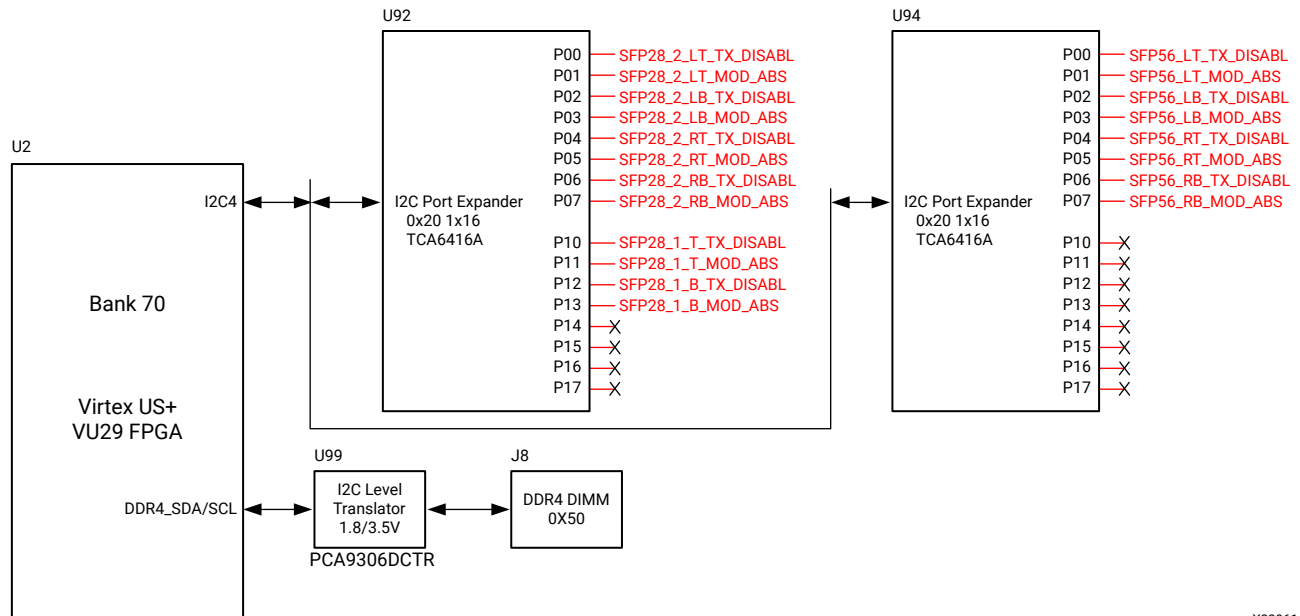 U92
P00 SFP28_2_LT_TX_DISABL
P01 SFP28_2_LT_MOD_ABS
P02 SFP28_2_LB_TX_DISABL
P03 SFP28_2_LB_MOD_ABS
P04 SFP28_2_RT_TX_DISABL
P05 SFP28_2_RT_MOD_ABS
P06 SFP28_2_RB_TX_DISABL
P07 SFP28_2_RB_MOD_ABS
I2C Port Expander
0x20 1x16
TCA6416A
P10 SFP28_1_T_TX_DISABL
P11 SFP28_1_T_MOD_ABS
P12 SFP28_1_B_TX_DISABL
P13 SFP28_1_B_MOD_ABS
P14
P15
P16
P17
U94
P00 SFP56_LT_TX_DISABL
P01 SFP56_LT_MOD_ABS
P02 SFP56_LB_TX_DISABL
P03 SFP56_LB_MOD_ABS
P04 SFP56_RT_TX_DISABL
P05 SFP56_RT_MOD_ABS
P06 SFP56_RB_TX_DISABL
P07 SFP56_RB_MOD_ABS
I2C Port Expander
0x20 1x16
TCA6416A
P10
P11
P12
P13
P14
P15
P16
P17
U2
I2C4
Bank 70
Virtex US+
VU29 FPGA
DDR4_SDA/SCL
U99
I2C Level
Translator
1.8/3.5V
PCA9306DCTR
J8
DDR4 DIMM
0X50